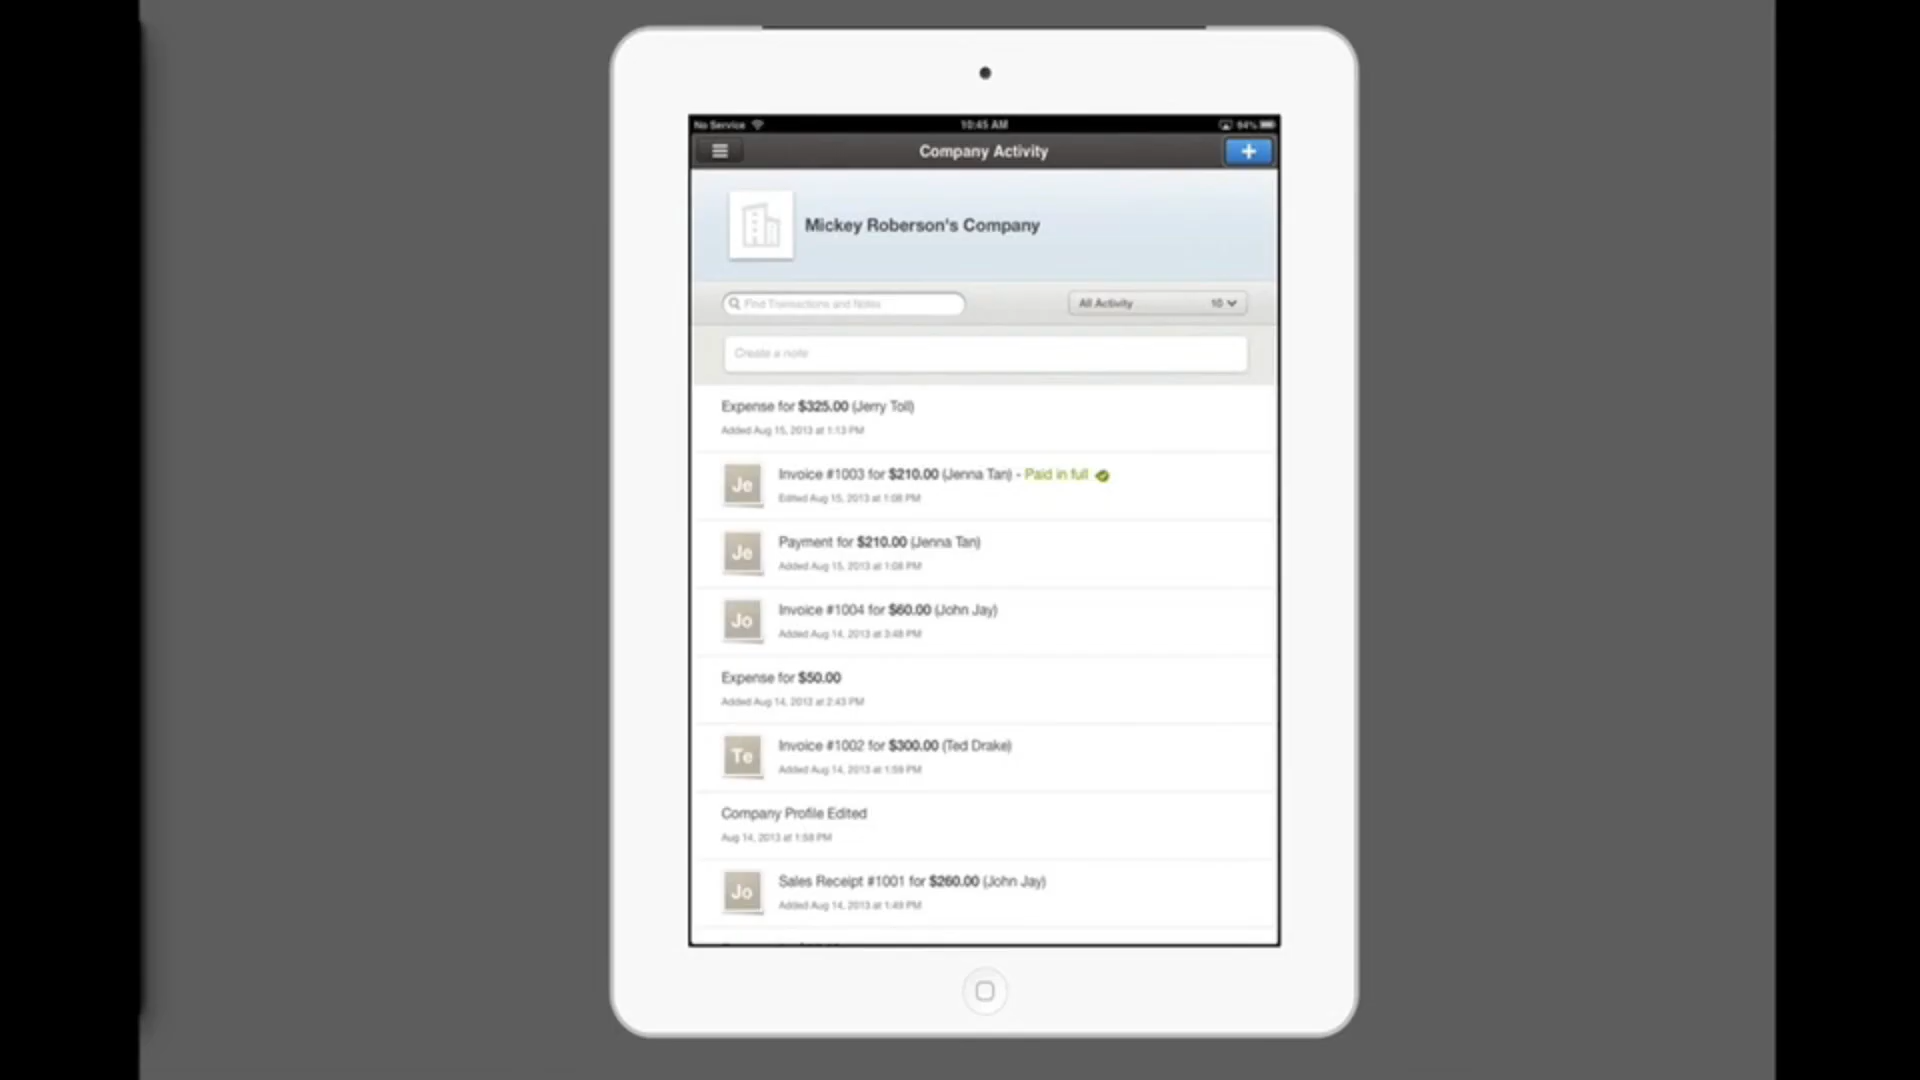 No Service
10:45 AM
94%
Company Activity
Mickey Roberson's Company
Find Transactions and Notes
All Activity 10
Create a note
Expense for $325.00 (Jerry Toll)
Added Aug 15, 2013 at 1:13 PM
Je
Invoice #1003 for $210.00 (Jenna Tan) - Paid in full
Edited Aug 15, 2013 at 1:08 PM
Je
Payment for $210.00 (Jenna Tan)
Added Aug 15, 2013 at 1:08 PM
Jo
Invoice #1004 for $60.00 (John Jay)
Added Aug 14, 2013 at 3:48 PM
Expense for $50.00
Added Aug 14, 2013 at 2:43 PM
Te
Invoice #1002 for $300.00 (Ted Drake)
Added Aug 14, 2013 at 1:59 PM
Company Profile Edited
Aug 14, 2013 at 1:58 PM
Jo
Sales Receipt #1001 for $260.00 (John Jay)
Added Aug 14, 2013 at 1:49 PM